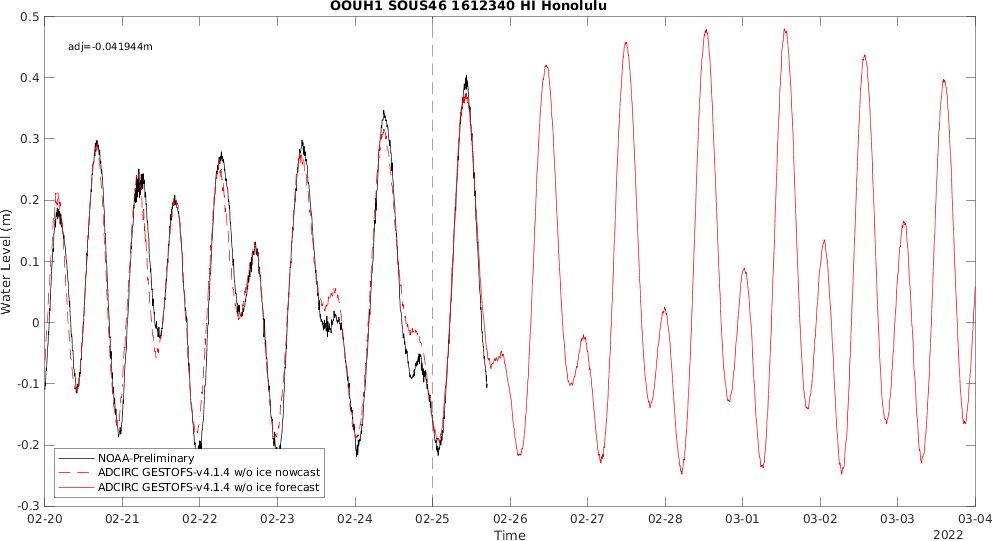 OOUH1 SOUS46 1612340 HI Honolulu
adj=-0.041944m
0.5
0.4
0.3
0.2
0.1
0
-0.1
-0.2
-0.3
Water Level (m)
NOAA-Preliminary
ADCIRC GESTOFS-v4.1.4 w/o ice nowcast
ADCIRC GESTOFS-v4.1.4 w/o ice forecast
02-20 02-21 02-22 02-23 02-24 02-25 02-26 02-27 02-28 03-01 03-02 03-03 03-04
Time
2022